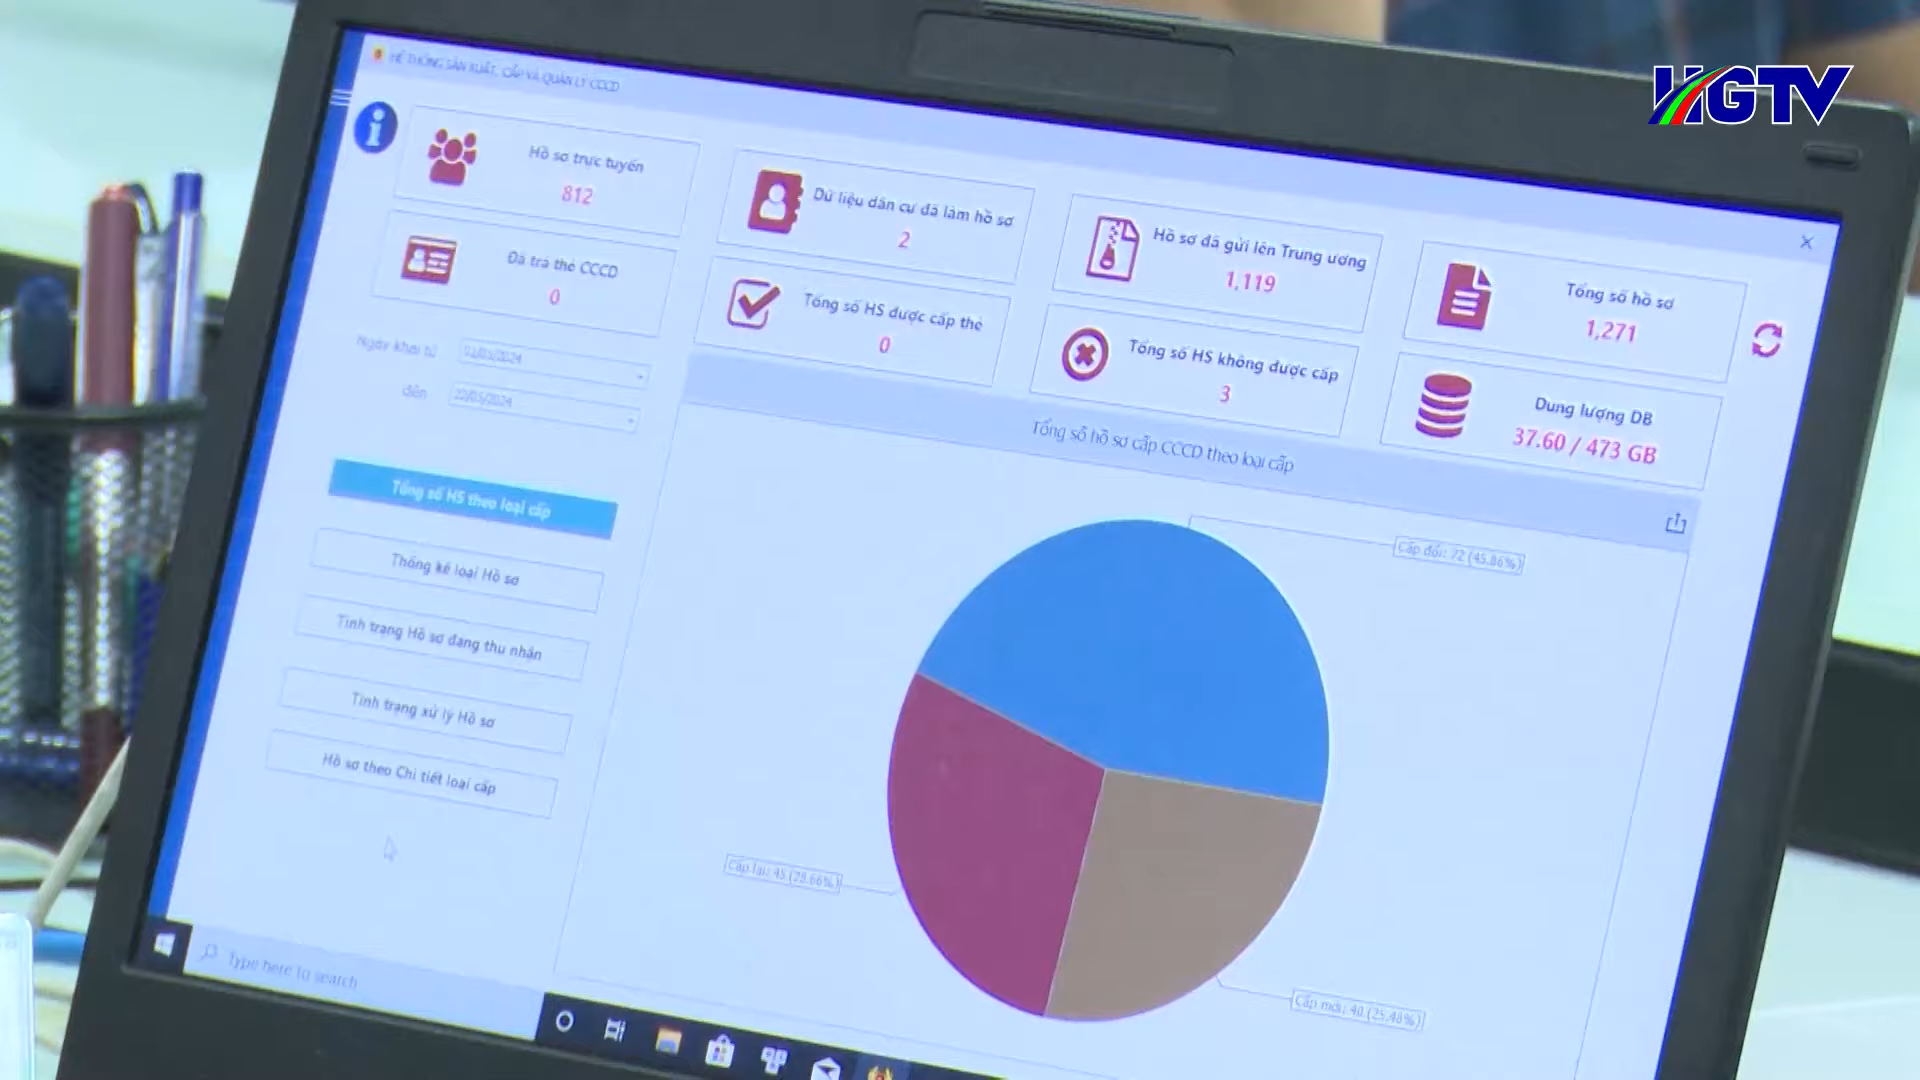 HGTV
HỆ THỐNG SẢN XUẤT, CẤP VÀ QUẢN LÝ CCCD
Hồ sơ trực tuyến
812
Dữ liệu dân cư đã làm hồ sơ
2
Hồ sơ đã gửi lên Trung ương
1,119
Tổng số hồ sơ
1,271
Đã trả thẻ CCCD
0
Tổng số HS được cấp thẻ
0
Tổng số HS không được cấp
3
Dung lượng DB
37.60 / 473 GB
Ngày khai từ
đến
22/05/2024
Tổng số HS theo loại cấp
Thống kê loại Hồ sơ
Tình trạng Hồ sơ đang thu nhận
Tình trạng xử lý Hồ sơ
Hồ sơ theo Chi tiết loại cấp
Tổng số hồ sơ cấp CCCD theo loại cấp
Cấp đổi: 72 (45.86%)
Cấp lại: 45 (28.66%)
Cấp mới: 40 (25.48%)
Type here to search